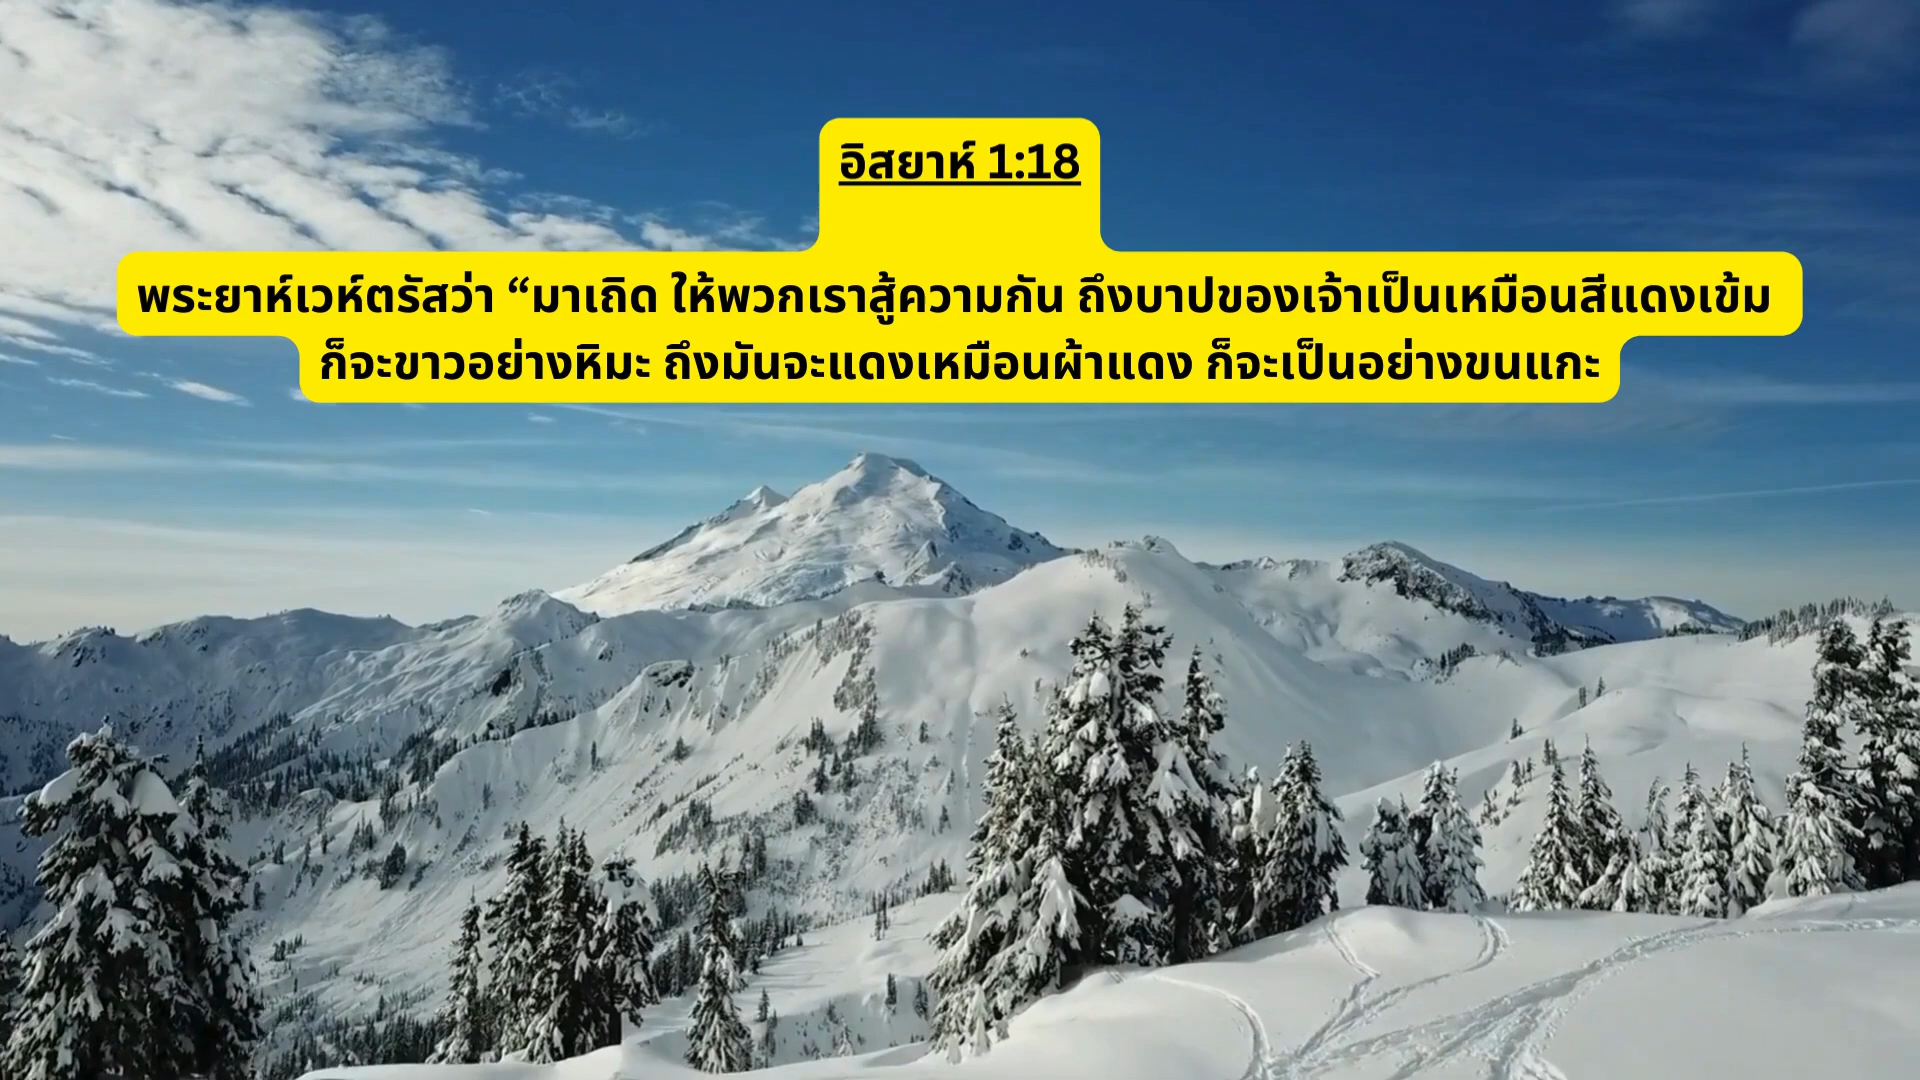 อิสยาห์ 1:18
พระยาห์เวห์ตรัสว่า “มาเถิด ให้พวกเราสู้ความกัน ถึงบาปของเจ้าเป็นเหมือนสีแดงเข้ม
ก็จะขาวอย่างหิมะ ถึงมันจะแดงเหมือนผ้าแดง ก็จะเป็นอย่างขนแกะ